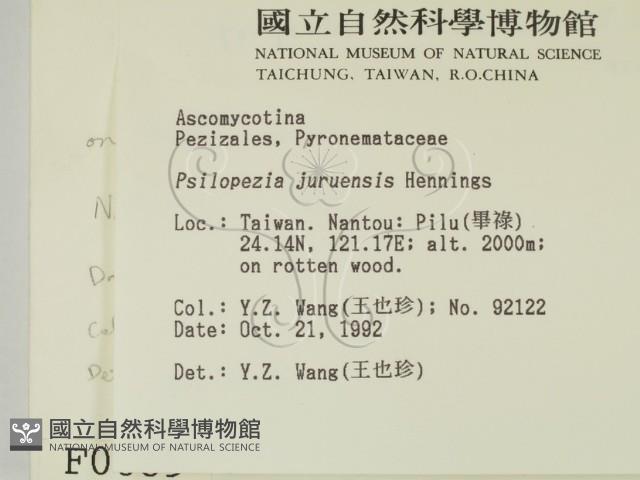 國立自然科學博物館
NATIONAL MUSEUM OF NATURAL SCIENCE
TAICHUNG, TAIWAN, R.O.CHINA
Ascomycotina
Pezizales, Pyronemataceae
Psilopezia juruensis Hennings
Loc.: Taiwan. Nantou: Pilu(畢祿)
24.14N, 121.17E; alt. 2000m;
on rotten wood.
Col.: Y.Z. Wang(王也珍); No. 92122
Date: Oct. 21, 1992
Det.: Y.Z. Wang(王也珍)
on
國立自然科學博物館
NATIONAL MUSEUM OF NATURAL SCIENCE